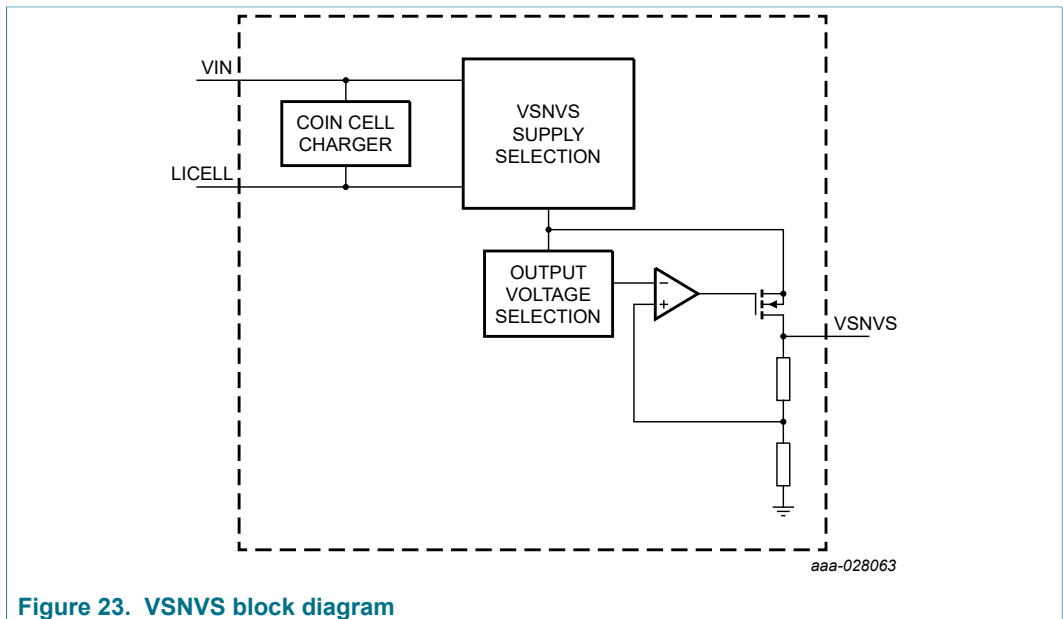 VIN
COIN CELL
CHARGER
LICELL
VSNVS
SUPPLY
SELECTION
OUTPUT
VOLTAGE
SELECTION
−
+
VSNVS
aaa-028063
Figure 23. VSNVS block diagram